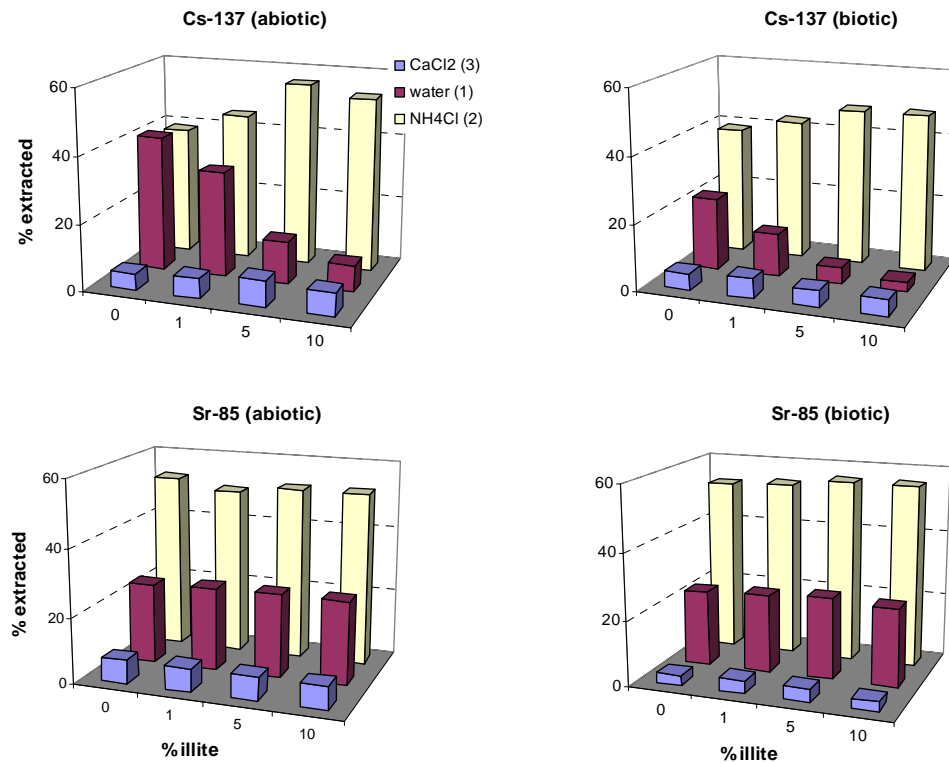 Cs-137 (abiotic)
60
40
20
0
% extracted
0
1
5
10
CaCl2 (3)
water (1)
NH4Cl (2)
Cs-137 (biotic)
60
40
20
0
0
1
5
10
Sr-85 (abiotic)
60
40
20
0
% extracted
0
1
5
10
%illite
Sr-85 (biotic)
60
40
20
0
0
1
5
10
%illite